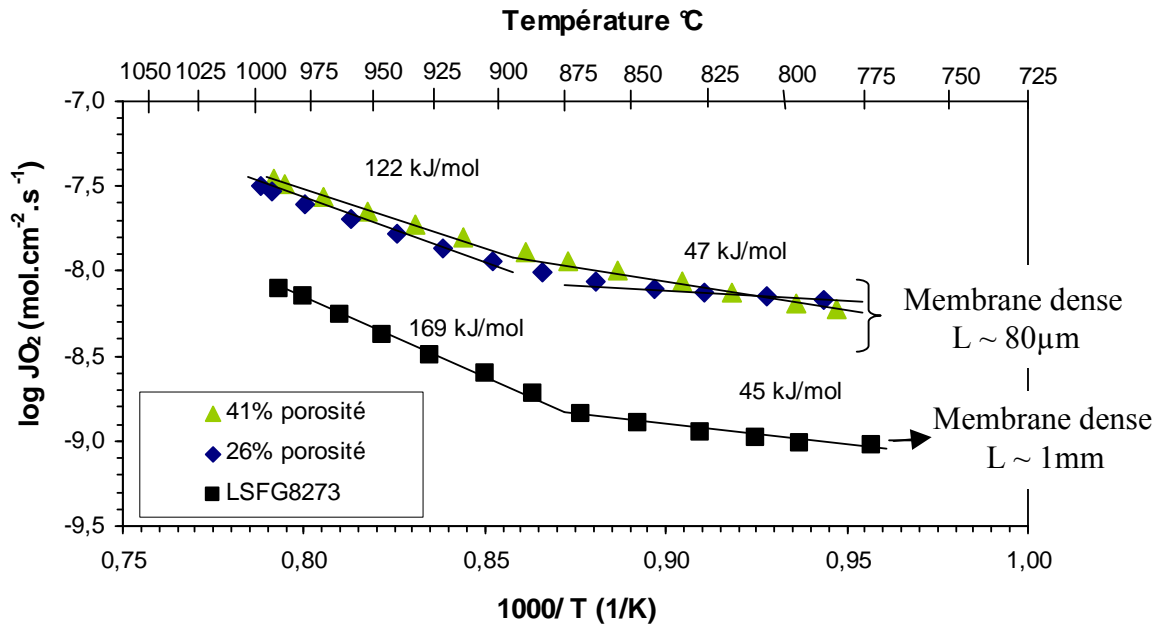 Température °C
1050 1025 1000 975 950 925 900 875 850 825 800 775 750 725
-7,0
-7,5
-8,0
-8,5
-9,0
-9,5
log JO₂ (mol.cm⁻².s⁻¹)
122 kJ/mol
47 kJ/mol
169 kJ/mol
45 kJ/mol
Membrane dense
L ~ 80µm
Membrane dense
L ~ 1mm
41% porosité
26% porosité
LSFG8273
0,75 0,80 0,85 0,90 0,95 1,00
1000/ T (1/K)